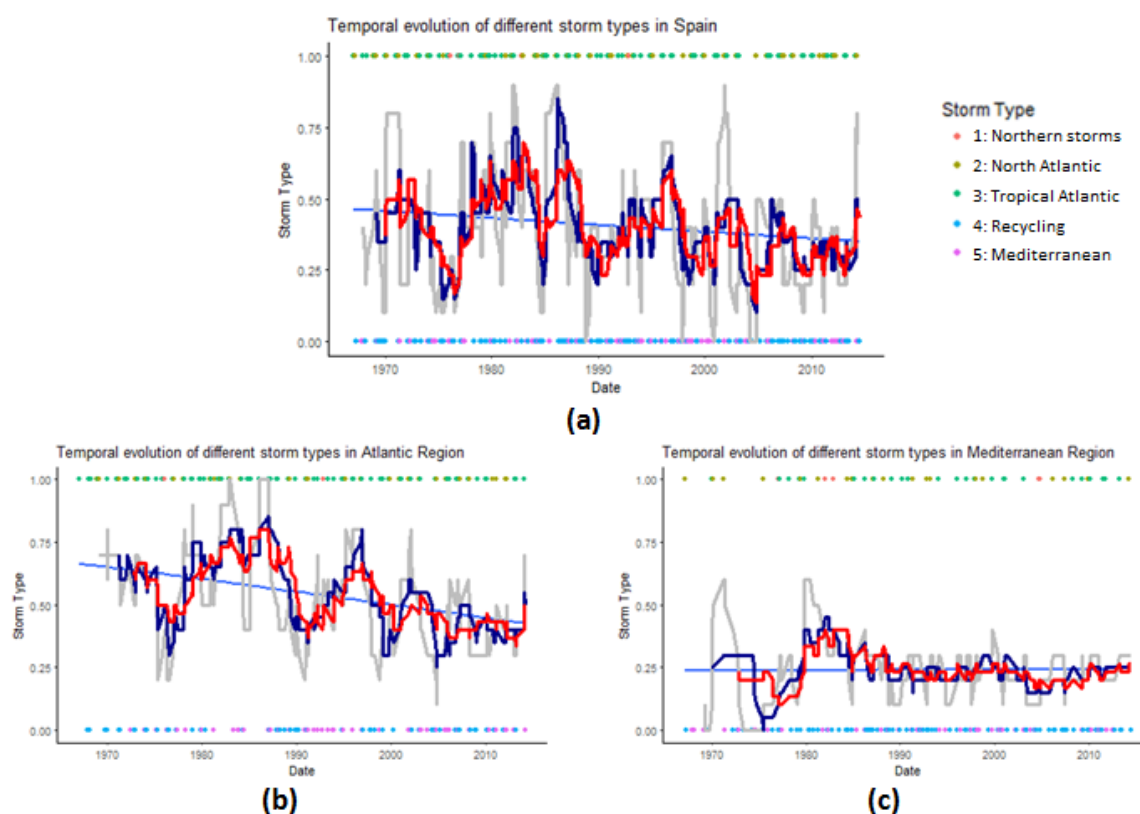 Temporal evolution of different storm types in Spain
1.00
0.75
0.50
0.25
0.00
Storm Type
1970 1980 1990 2000 2010
Date
Storm Type
1: Northern storms
2: North Atlantic
3: Tropical Atlantic
4: Recycling
5: Mediterranean
(a)
Temporal evolution of different storm types in Atlantic Region
1.00
0.75
0.50
0.25
0.00
Storm Type
1970 1980 1990 2000 2010
Date
(b)
Temporal evolution of different storm types in Mediterranean Region
1.00
0.75
0.50
0.25
0.00
Storm Type
1970 1980 1990 2000 2010
Date
(c)